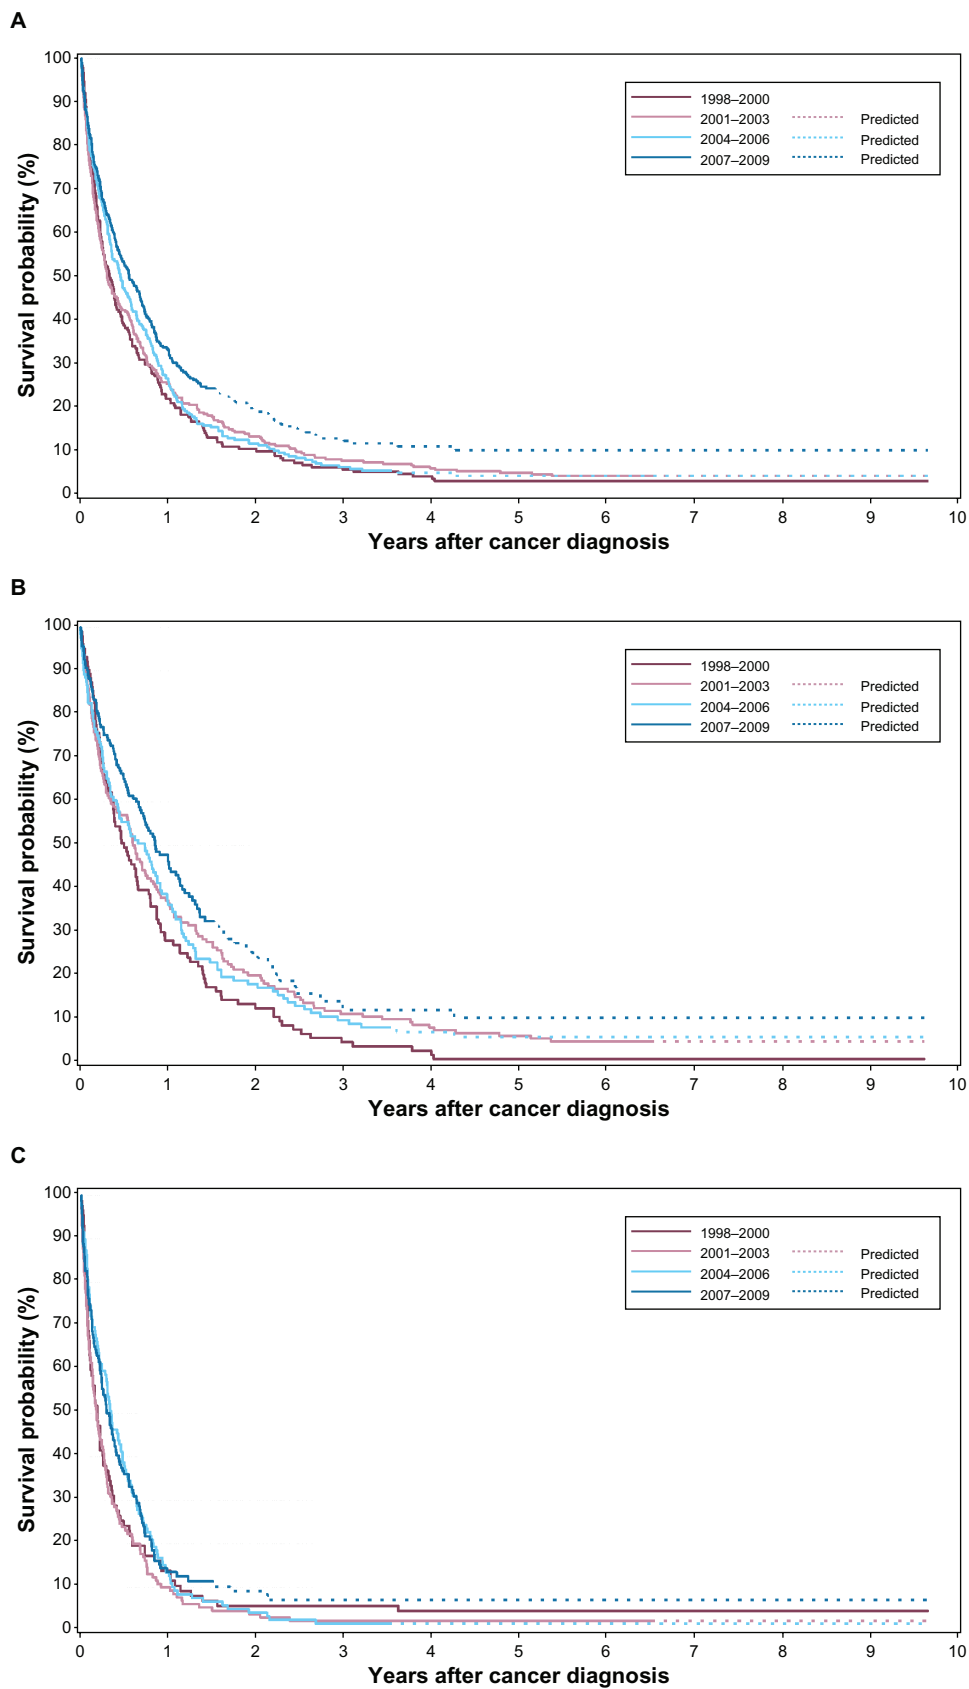 A
Survival probability (%)
100
90
80
70
60
50
40
30
20
10
0
1998–2000
2001–2003 Predicted
2004–2006 Predicted
2007–2009 Predicted
0 1 2 3 4 5 6 7 8 9 10
Years after cancer diagnosis
B
Survival probability (%)
100
90
80
70
60
50
40
30
20
10
0
1998–2000
2001–2003 Predicted
2004–2006 Predicted
2007–2009 Predicted
0 1 2 3 4 5 6 7 8 9 10
Years after cancer diagnosis
C
Survival probability (%)
100
90
80
70
60
50
40
30
20
10
0
1998–2000
2001–2003 Predicted
2004–2006 Predicted
2007–2009 Predicted
0 1 2 3 4 5 6 7 8 9 10
Years after cancer diagnosis